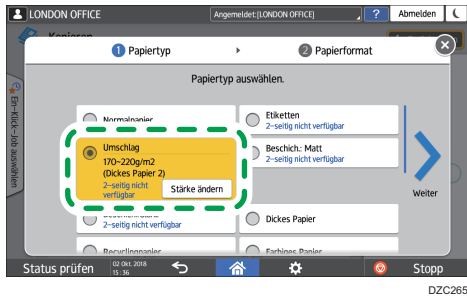 LONDON OFFICE
Angemeldet:[LONDON OFFICE]
?
Abmelden
Kopieren
1 Papiertyp
2 Papierformat
Papiertyp auswählen.
Ein-Klick-Job auswählen
Normalpapier
Etiketten
2-seitig nicht verfügbar
Umschlag
170~220g/m2
(Dickes Papier 2)
2-seitig nicht
verfügbar
Stärke ändern
Beschich.: Matt
2-seitig nicht verfügbar
Weiter
2-seitig nicht verfügbar
Dickes Papier
Recyclingpapier
Farbiges Papier
Status prüfen
02 Okt. 2018
15 : 36
Stopp
DZC265